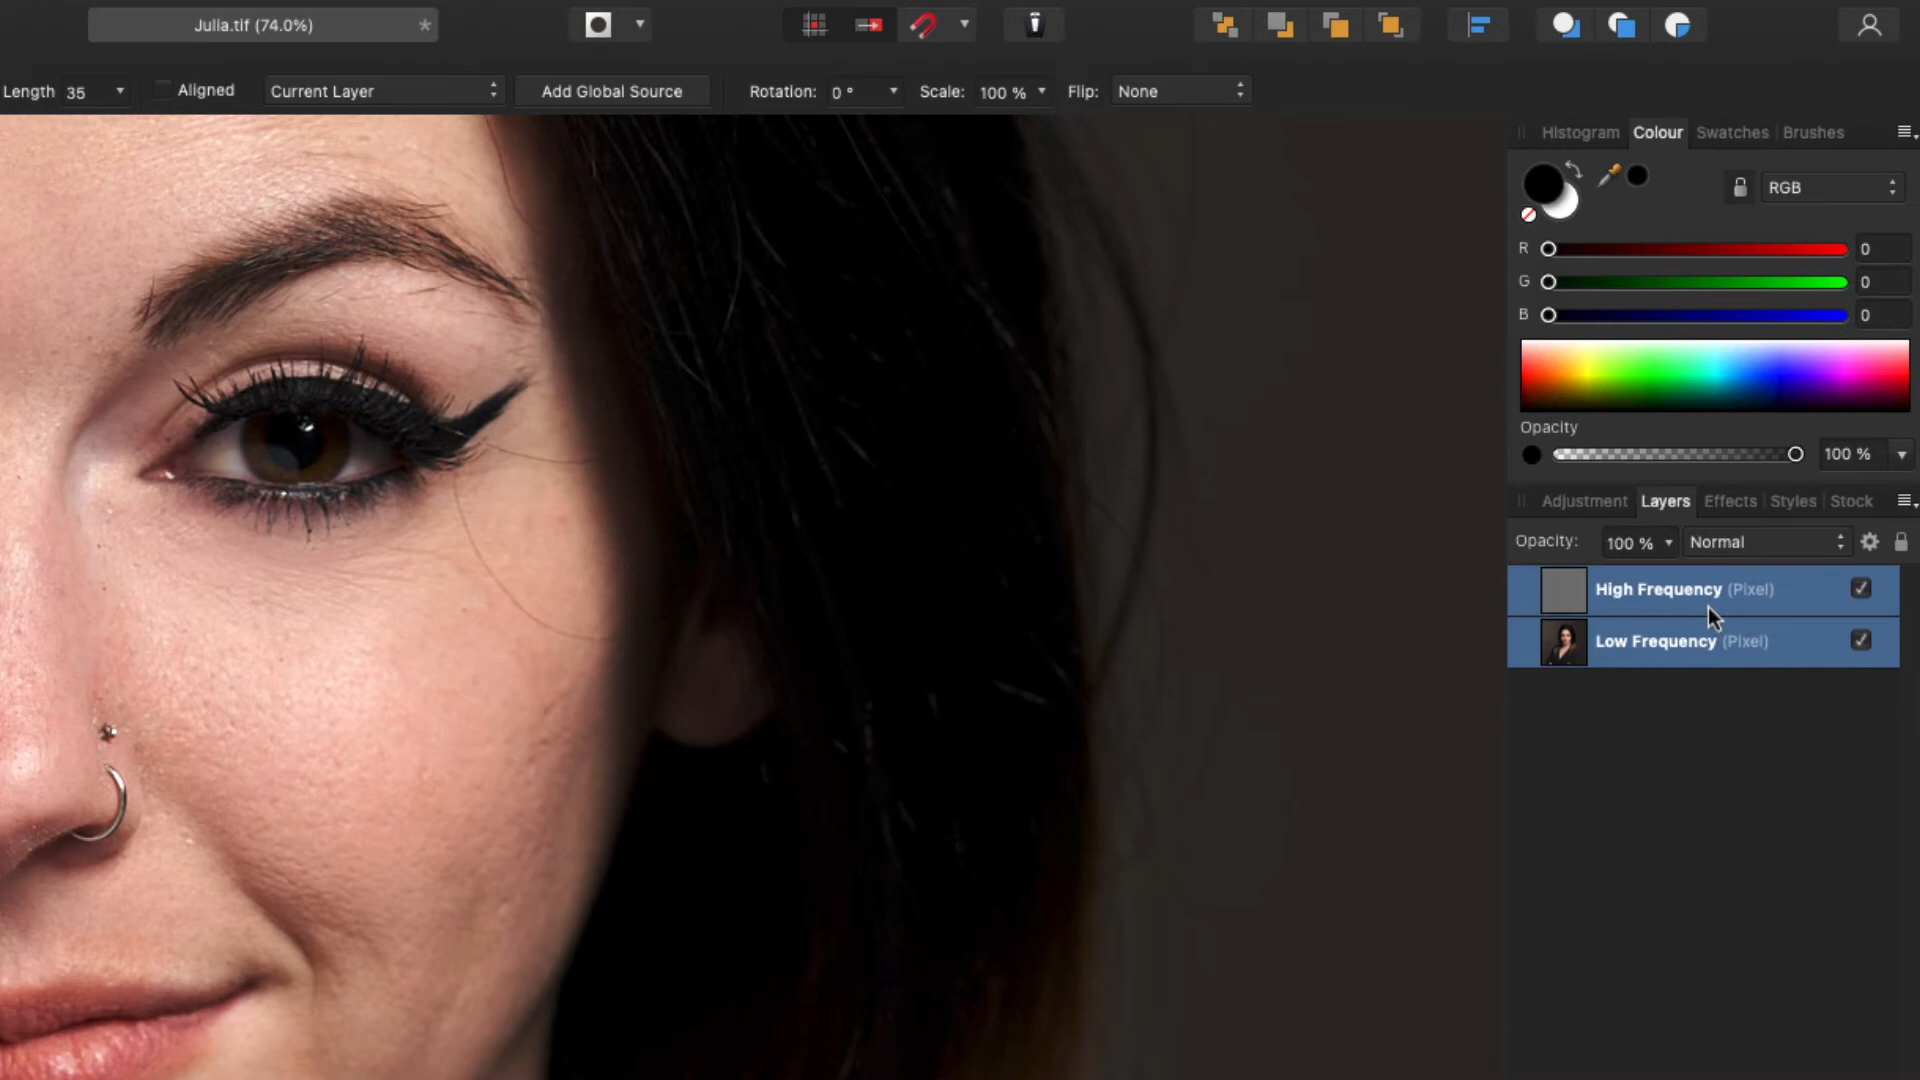 Julia.tif (74.0%)
Length 35
Aligned
Current Layer
Add Global Source
Rotation: 0 °
Scale: 100 %
Flip: None
Histogram Colour Swatches Brushes
RGB
R 0
G 0
B 0
Opacity
100 %
Adjustment Layers Effects Styles Stock
Opacity: 100 % Normal
High Frequency (Pixel)
Low Frequency (Pixel)